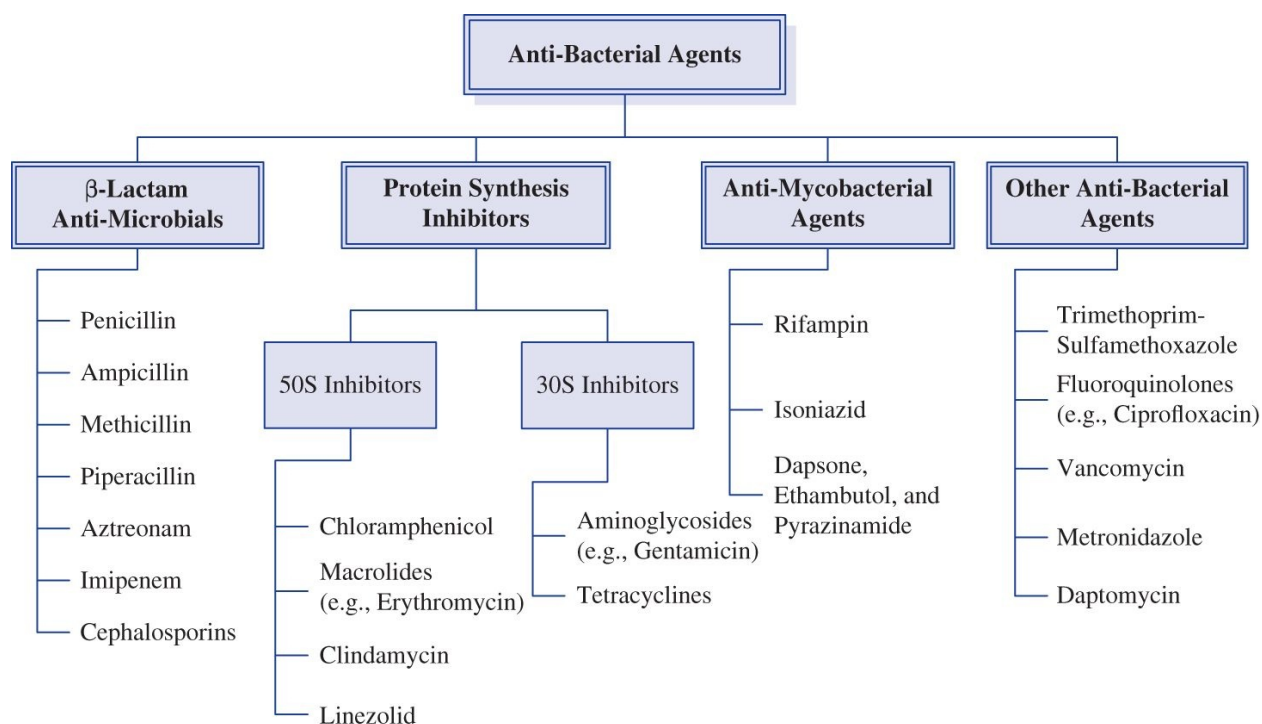 Anti-Bacterial Agents
β-Lactam
Anti-Microbials
Protein Synthesis
Inhibitors
Anti-Mycobacterial
Agents
Other Anti-Bacterial
Agents
Penicillin
Ampicillin
Methicillin
Piperacillin
Aztreonam
Imipenem
Cephalosporins
50S Inhibitors
Chloramphenicol
Macrolides
(e.g., Erythromycin)
Clindamycin
Linezolid
30S Inhibitors
Aminoglycosides
(e.g., Gentamicin)
Tetracyclines
Rifampin
Isoniazid
Dapsone,
Ethambutol, and
Pyrazinamide
Trimethoprim-
Sulfamethoxazole
Fluoroquinolones
(e.g., Ciprofloxacin)
Vancomycin
Metronidazole
Daptomycin